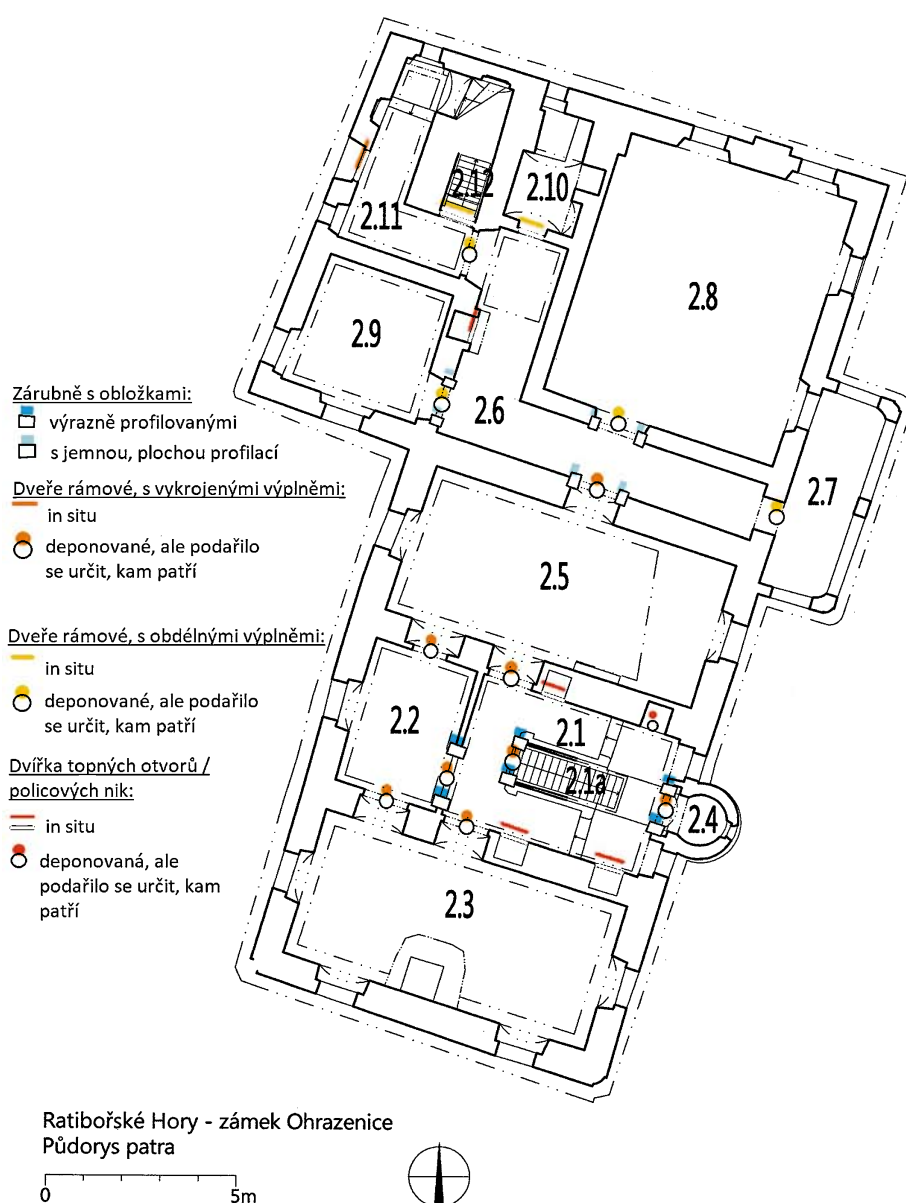 2.12
2.10
2.11
2.8
2.9
2.6
2.7
2.5
2.2
2.1
2.1a
2.4
2.3
Zárubně s obložkami:
výrazně profilovanými
s jemnou, plochou profilací
Dveře rámové, s vykrojenými výplněmi:
in situ
deponované, ale podařilo
se určit, kam patří
Dveře rámové, s obdélnými výplněmi:
in situ
deponované, ale podařilo
se určit, kam patří
Dvířka topných otvorů /
policových nik:
in situ
deponovaná, ale
podařilo se určit, kam
patří
Ratibořské Hory - zámek Ohrazenice
Půdorys patra
0 5m